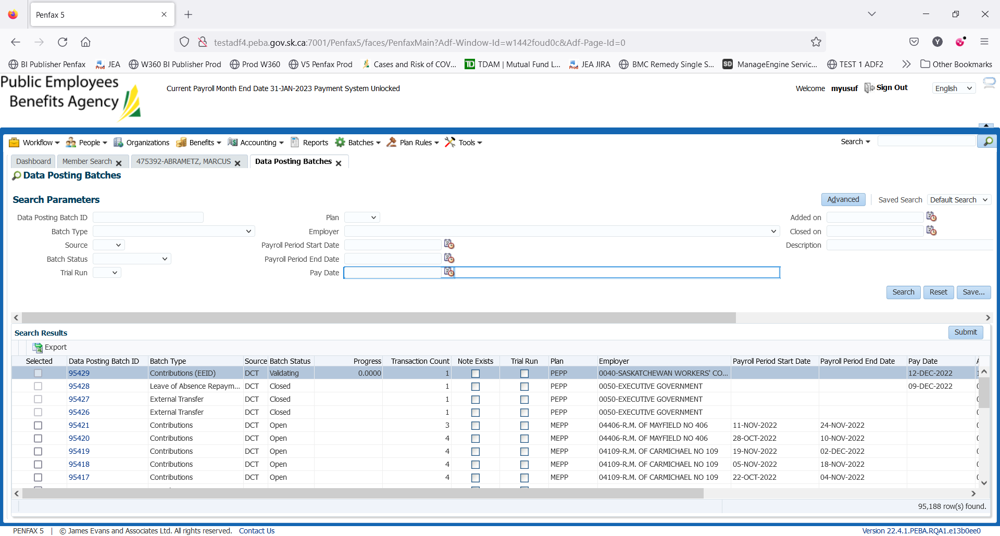 Penfax 5
testadf4.peba.gov.sk.ca:7001/Penfax5/faces/PenfaxMain?Adf-Window-Id=w1442foud0c&Adf-Page-Id=0
Y
BI Publisher Penfax JEA W360 BI Publisher Prod Prod W360 V5 Penfax Prod Cases and Risk of COV... TD TDAM | Mutual Fund L... JEA JIRA BMC Remedy Single S... SD ManageEngine Servic... TEST 1 ADF2 Other Bookmarks
Public Employees
Benefits Agency
Current Payroll Month End Date 31-JAN-2023 Payment System Unlocked
Welcome myusuf Sign Out English
Workflow People Organizations Benefits Accounting Reports Batches Plan Rules Tools Search
Dashboard Member Search 475392-ABRAMETZ, MARCUS Data Posting Batches
Data Posting Batches
Search Parameters Advanced Saved Search Default Search
Data Posting Batch ID Plan Added on
Batch Type Employer Closed on
Source Payroll Period Start Date Description
Batch Status Payroll Period End Date
Trial Run Pay Date
Search Reset Save...
Search Results Submit
Export
Selected Data Posting Batch ID Batch Type Source Batch Status Progress Transaction Count Note Exists Trial Run Plan Employer Payroll Period Start Date Payroll Period End Date Pay Date
95429 Contributions (EEID) DCT Validating 0.0000 1 PEPP 0040-SASKATCHEWAN WORKERS' CO... 12-DEC-2022
95428 Leave of Absence Repaym... DCT Closed 1 PEPP 0050-EXECUTIVE GOVERNMENT 09-DEC-2022
95427 External Transfer DCT Closed 1 PEPP 0050-EXECUTIVE GOVERNMENT
95426 External Transfer DCT Closed 1 PEPP 0050-EXECUTIVE GOVERNMENT
95421 Contributions DCT Open 3 MEPP 04406-R.M. OF MAYFIELD NO 406 11-NOV-2022 24-NOV-2022
95420 Contributions DCT Open 4 MEPP 04406-R.M. OF MAYFIELD NO 406 28-OCT-2022 10-NOV-2022
95419 Contributions DCT Open 4 MEPP 04109-R.M. OF CARMICHAEL NO 109 19-NOV-2022 02-DEC-2022
95418 Contributions DCT Open 4 MEPP 04109-R.M. OF CARMICHAEL NO 109 05-NOV-2022 18-NOV-2022
95417 Contributions DCT Open 4 MEPP 04109-R.M. OF CARMICHAEL NO 109 22-OCT-2022 04-NOV-2022
95,188 row(s) found.
PENFAX 5 | © James Evans and Associates Ltd. All rights reserved. Contact Us Version 22.4.1.PEBA.RQA1.e13b0ee0